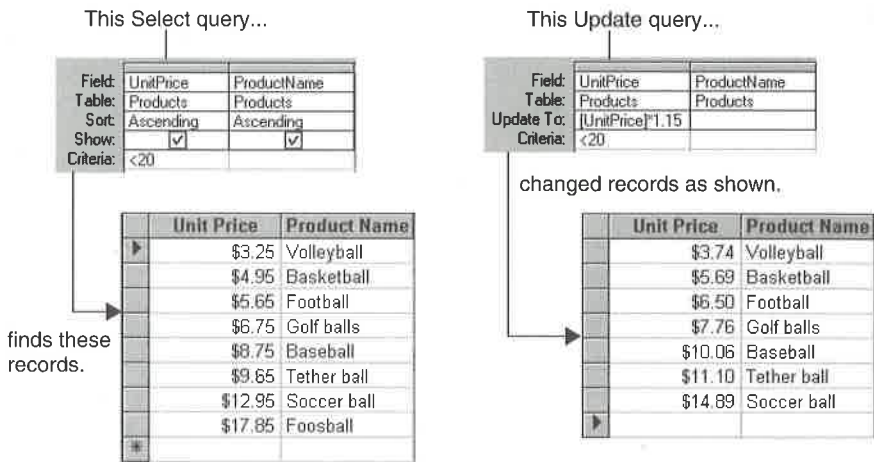 This Select query...
Field: UnitPrice ProductName
Table: Products Products
Sort: Ascending Ascending
Show:
Criteria: <20
finds these
records.
Unit Price Product Name
$3.25 Volleyball
$4.95 Basketball
$5.65 Football
$6.75 Golf balls
$8.75 Baseball
$9.65 Tether ball
$12.95 Soccer ball
$17.85 Foosball
This Update query...
Field: UnitPrice ProductName
Table: Products Products
Update To: [UnitPrice]*1.15
Criteria: <20
changed records as shown.
Unit Price Product Name
$3.74 Volleyball
$5.69 Basketball
$6.50 Football
$7.76 Golf balls
$10.06 Baseball
$11.10 Tether ball
$14.89 Soccer ball